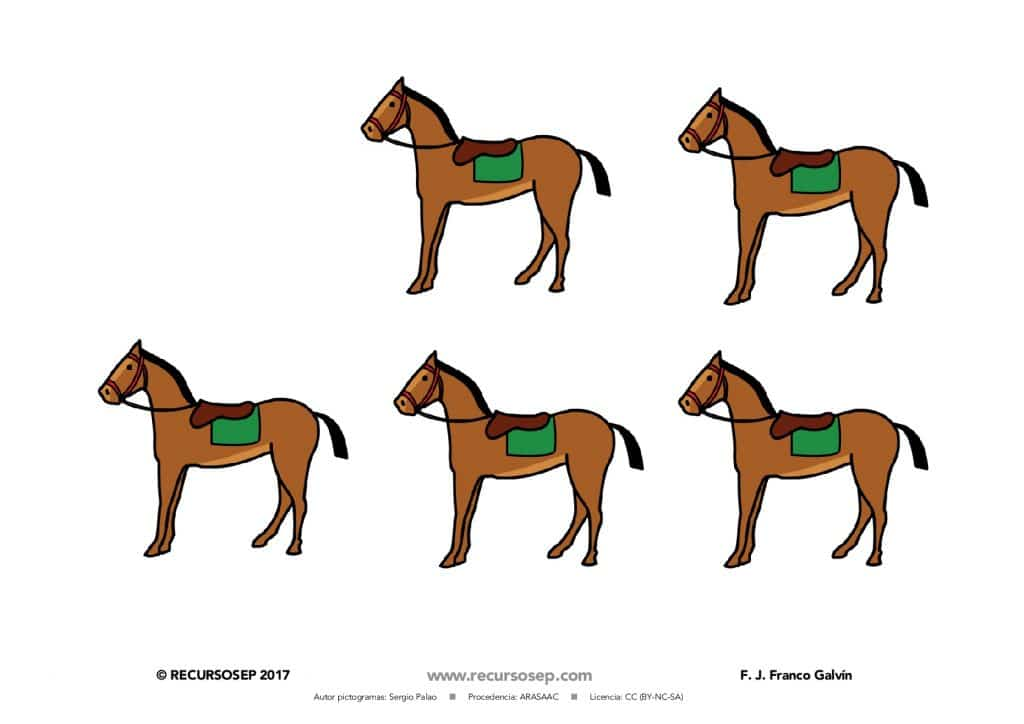 © RECURSOSEP 2017 www.recursosep.com F. J. Franco Galvín
Autor pictogramas: Sergio Palao ■ Procedencia: ARASAAC ■ Licencia: CC (BY-NC-SA)